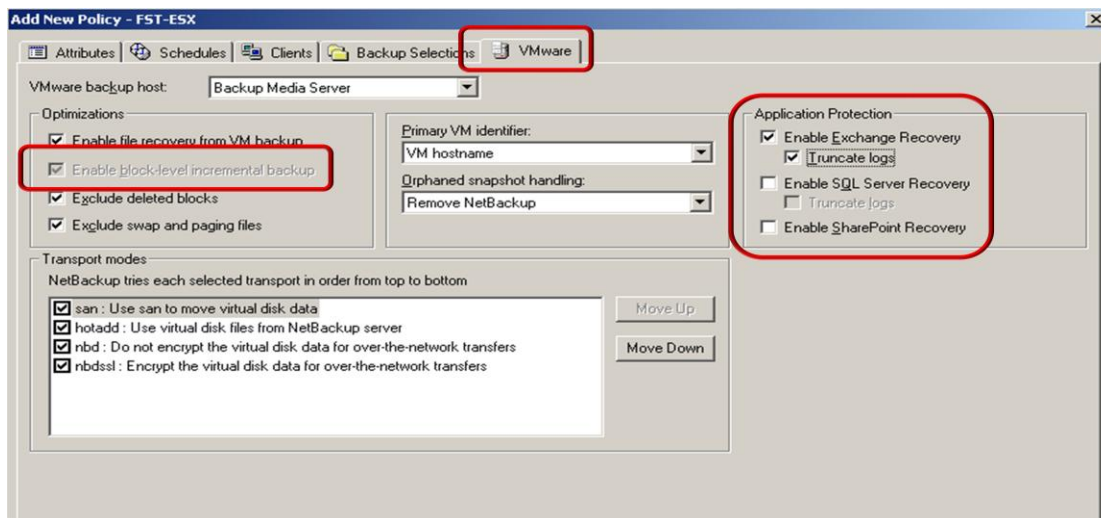 Add New Policy - FST-ESX
Attributes Schedules Clients Backup Selections VMware
VMware backup host: Backup Media Server
Optimizations
Enable file recovery from VM backup
Enable block-level incremental backup
Exclude deleted blocks
Exclude swap and paging files
Primary VM identifier:
VM hostname
Orphaned snapshot handling:
Remove NetBackup
Application Protection
Enable Exchange Recovery
Truncate logs
Enable SQL Server Recovery
Truncate logs
Enable SharePoint Recovery
Transport modes
NetBackup tries each selected transport in order from top to bottom
san : Use san to move virtual disk data
hotadd : Use virtual disk files from NetBackup server
nbd : Do not encrypt the virtual disk data for over-the-network transfers
nbdssl : Encrypt the virtual disk data for over-the-network transfers
Move Up
Move Down